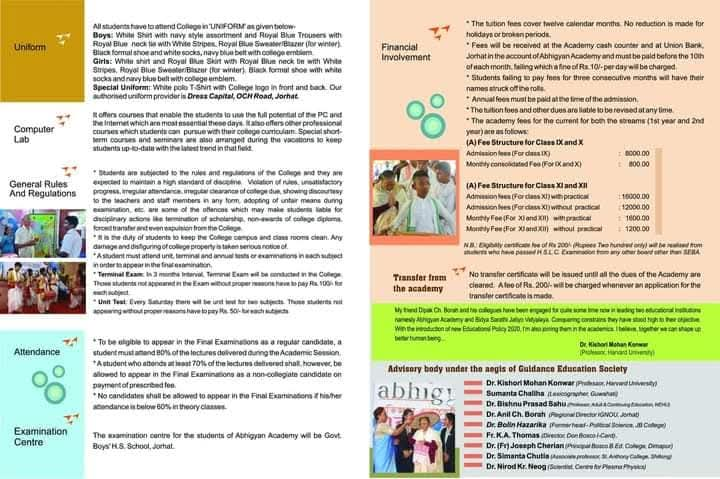 Uniform
All students have to attend College in 'UNIFORM' as given below-
Boys: White Shirt with navy style assortment and Royal Blue Trousers with
Royal Blue neck tie with White Stripes, Royal Blue Sweater/Blazer (for winter).
Black formal shoe and white socks, navy blue belt with college emblem.
Girls: White shirt and Royal Blue Skirt with Royal Blue neck tie with White
Stripes, Royal Blue Sweater/Blazer (for winter). Black formal shoe with white
socks and navy blue belt with college emblem.
Special Uniform: White polo T-Shirt with College logo in front and back. Our
authorised uniform provider is Dress Capital, OCH Road, Jorhat.
Computer
Lab
It offers courses that enable the students to use the full potential of the PC and
the Internet which are most essential these days. It also offers other professional
courses which students can pursue with their college curriculam. Special short-
term courses and seminars are also arranged during the vacations to keep
students up-to-date with the latest trend in that field.
General Rules
And Regulations
* Students are subjected to the rules and regulations of the College and they are
expected to maintain a high standard of discipline. Violation of rules, unsatisfactory
progress, irregular attendance, irregular clearance of college due, showing discourtesy
to the teachers and staff members in any form, adopting of unfair means during
examination, etc. are some of the offences which may make students liable for
disciplinary actions like termination of scholarship, non-awards of college diploma,
forced transfer and even expulsion from the College.
* It is the duty of students to keep the College campus and class rooms clean. Any
damage and disfiguring of college property is taken serious notice of.
* A student must attend unit, terminal and annual tests or examinations in each subject
in order to appear in the final examination.
* Terminal Exam: In 3 months Interval, Terminal Exam will be conducted in the College.
Those students not appeared in the Exam without proper reasons have to pay Rs.100/- for
each subject.
* Unit Test: Every Saturday there will be unit test for two subjects. Those students not
appearing without proper reasons have to pay Rs. 50/- for each subjects
Attendance
* To be eligible to appear in the Final Examinations as a regular candidate, a
student must attend 80% of the lectures delivered during the Academic Session.
* A student who attends at least 70% of the lectures delivered shall, however, be
allowed to appear in the Final Examinations as a non-collegiate candidate on
payment of prescribed fee.
* No candidates shall be allowed to appear in the Final Examinations if his/her
attendance is below 60% in theory classes.
Examination
Centre
The examination centre for the students of Abhigyan Academy will be Govt.
Boys' H.S. School, Jorhat.
Financial
Involvement
* The tuition fees cover twelve calendar months. No reduction is made for
holidays or broken periods.
* Fees will be received at the Academy cash counter and at Union Bank,
Jorhat in the account of Abhigyan Academy and must be paid before the 10th
of each month, failing which a fine of Rs.10/- per day will be charged.
* Students failing to pay fees for three consecutive months will have their
names struck off the rolls.
* Annual fees must be paid at the time of the admission.
* The tuition fees and other dues are liable to be revised at any time.
* The academy fees for the current for both the streams (1st year and 2nd
year) are as follows:
(A) Fee Structure for Class IX and X
Admission fees (For class IX) : 8000.00
Monthly consolidated Fee (For IX and X) : 800.00
(A) Fee Structure for Class XI and XII
Admission fees (For class XI) with practical : 16000.00
Admission fees (For class XI) without practical : 12000.00
Monthly Fee (For XI and XII) with practical : 1600.00
Monthly Fee (For XI and XII) without practical : 1200.00
N.B.: Eligibility certificate fee of Rs 200/- (Rupees Two hundred only) will be realised from
students who have passed H.S.L.C. Examination from any other board other than SEBA.
Transfer from
the academy
No transfer certificate will be issued until all the dues of the Academy are
cleared. A fee of Rs. 200/- will be charged whenever an application for the
transfer certificate is made.
My friend Dipak Ch. Borah and his colleges have been engaged for quite some time now in leading two educational institutions
namesly Abhigyan Academy and Bidya Sarathi Jatiyo Vidyalaya. Conquering constrains they have stood high to their objective.
With the introduction of new Educational Policy 2020, I'm also joining them in the academics. I believe, together we can shape up
better human being...
Dr. Kishori Mohan Konwar
(Professor, Harvard University)
Advisory body under the aegis of Guidance Education Society
abhig
Dr. Kishori Mohan Konwar (Professor, Harvard University)
Sumanta Chaliha (Lexicographer, Guwahati)
Dr. Bishnu Prasad Sahu (Professor, Adult & Continuing Education, NEHU)
Dr. Anil Ch. Borah (Regional Director IGNOU, Jorhat)
Dr. Bolin Hazarika (Former head - Political Science, JB College)
Fr. K.A. Thomas (Director, Don Bosco I-Card).
Dr. (Fr) Joseph Cherian (Principal Bosco B.Ed. College, Dimapur)
Dr. Simanta Chutia (Associate professor, St. Anthony College, Shillong)
Dr. Nirod Kr. Neog (Scientist, Centre for Plasma Physics)